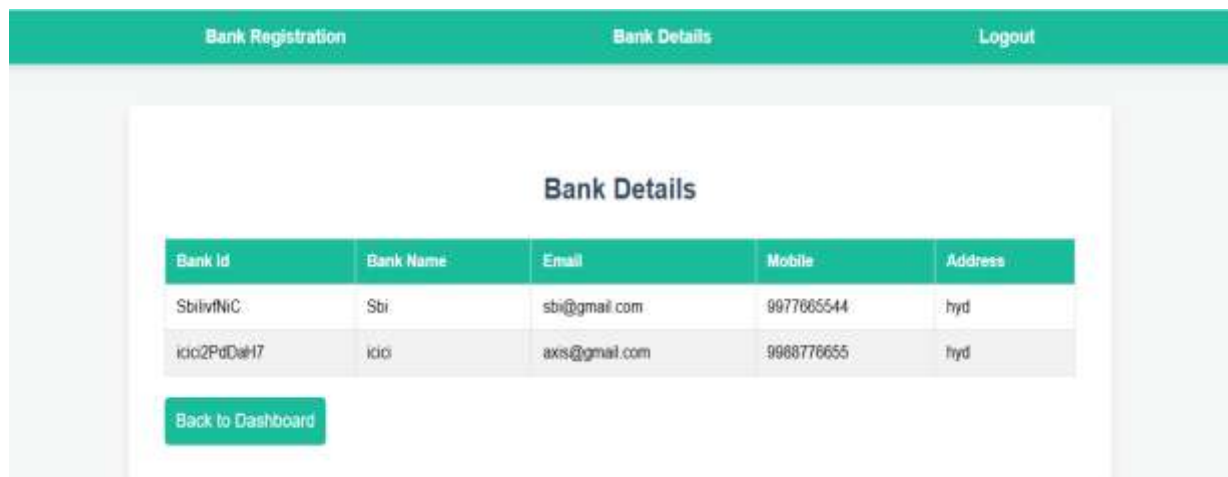 Bank Registration Bank Details Logout
Bank Details
Bank Id Bank Name Email Mobile Address
Sbi sbi@gmail.com 9977665544 hyd
icici2PdDaH7 icici axis@gmail.com 9988776655 hyd
Back to Dashboard